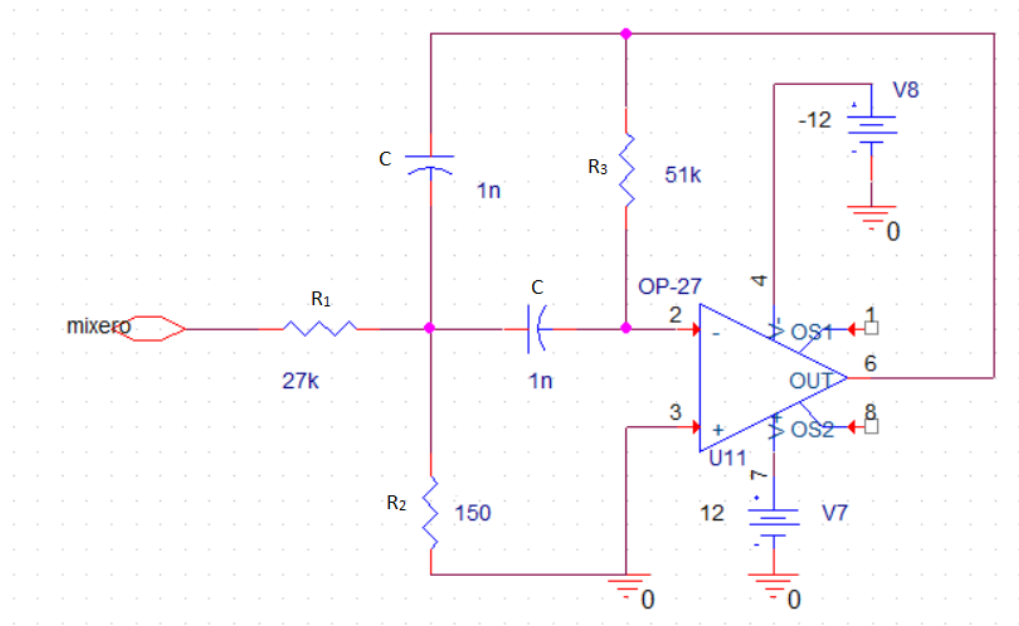 V8
-12
0
C
1n
R3
51k
C
1n
OP-27
4
mixero
R1
27k
2
-
3
+
V-
OS1
1
OUT
6
V+
OS2
8
U11
7
R2
150
12
V7
0
0